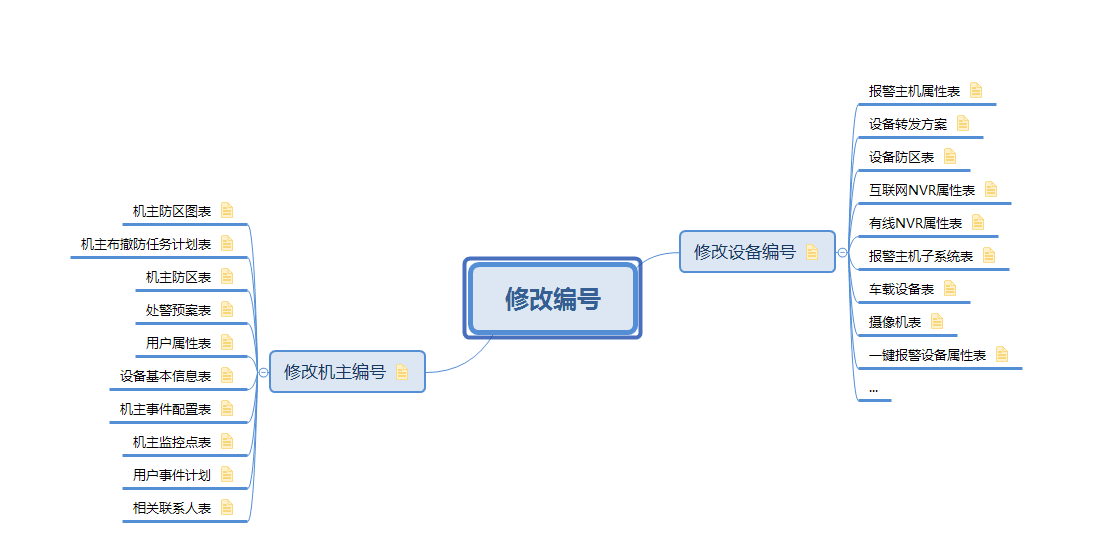 修改编号
修改设备编号
报警主机属性表
设备转发方案
设备防区表
互联网NVR属性表
有线NVR属性表
报警主机子系统表
车载设备表
摄像机表
一键报警设备属性表
...
修改机主编号
机主防区图表
机主布撤防任务计划表
机主防区表
处警预案表
用户属性表
设备基本信息表
机主事件配置表
机主监控点表
用户事件计划
相关联系人表